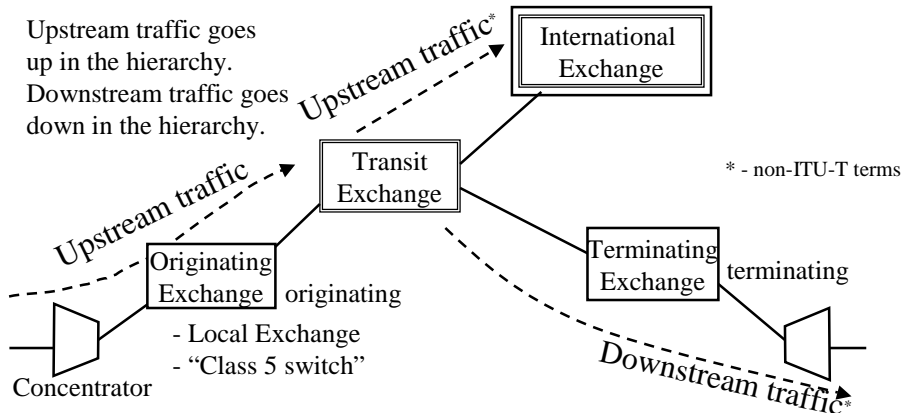 Upstream traffic goes
up in the hierarchy.
Downstream traffic goes
down in the hierarchy.
Upstream traffic*
International
Exchange
Upstream traffic
Transit
Exchange
* - non-ITU-T terms
Originating
Exchange
originating
Terminating
Exchange
terminating
- Local Exchange
- “Class 5 switch”
Concentrator
Downstream traffic*